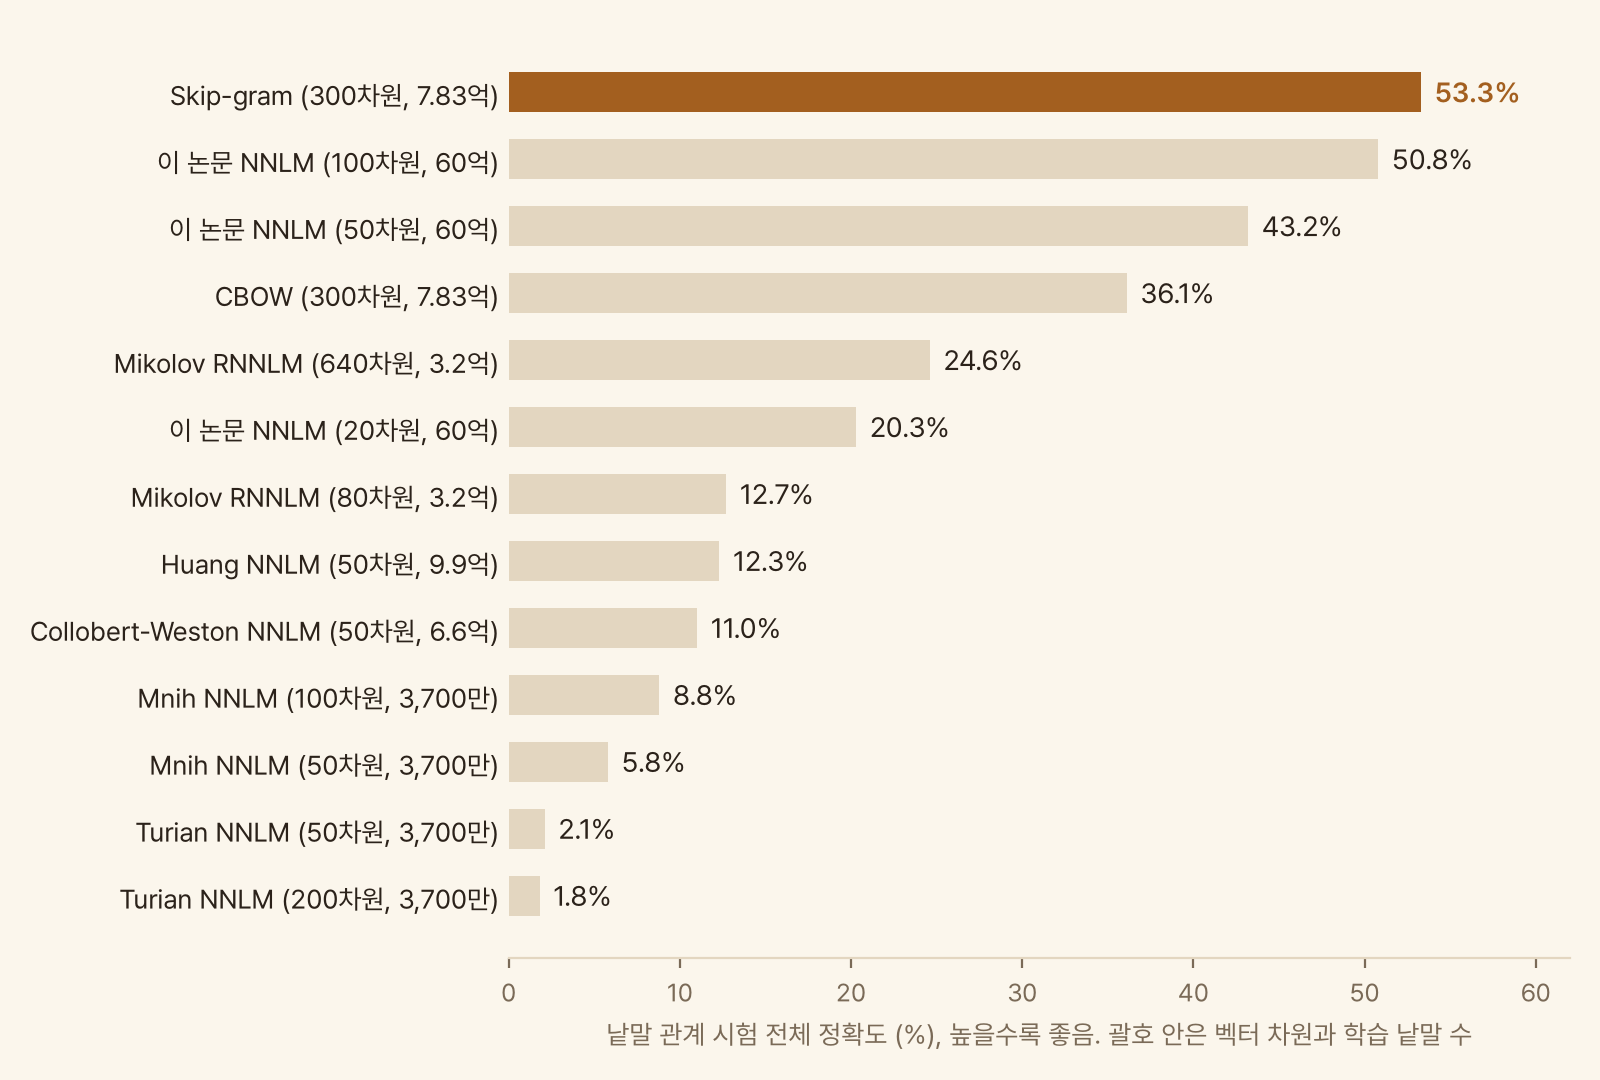 Skip-gram (300차원, 7.83억) 53.3%
이 논문 NNLM (100차원, 60억) 50.8%
이 논문 NNLM (50차원, 60억) 43.2%
CBOW (300차원, 7.83억) 36.1%
Mikolov RNNLM (640차원, 3.2억) 24.6%
이 논문 NNLM (20차원, 60억) 20.3%
Mikolov RNNLM (80차원, 3.2억) 12.7%
Huang NNLM (50차원, 9.9억) 12.3%
Collobert-Weston NNLM (50차원, 6.6억) 11.0%
Mnih NNLM (100차원, 3,700만) 8.8%
Mnih NNLM (50차원, 3,700만) 5.8%
Turian NNLM (50차원, 3,700만) 2.1%
Turian NNLM (200차원, 3,700만) 1.8%
0 10 20 30 40 50 60
낱말 관계 시험 전체 정확도 (%), 높을수록 좋음. 괄호 안은 벡터 차원과 학습 낱말 수